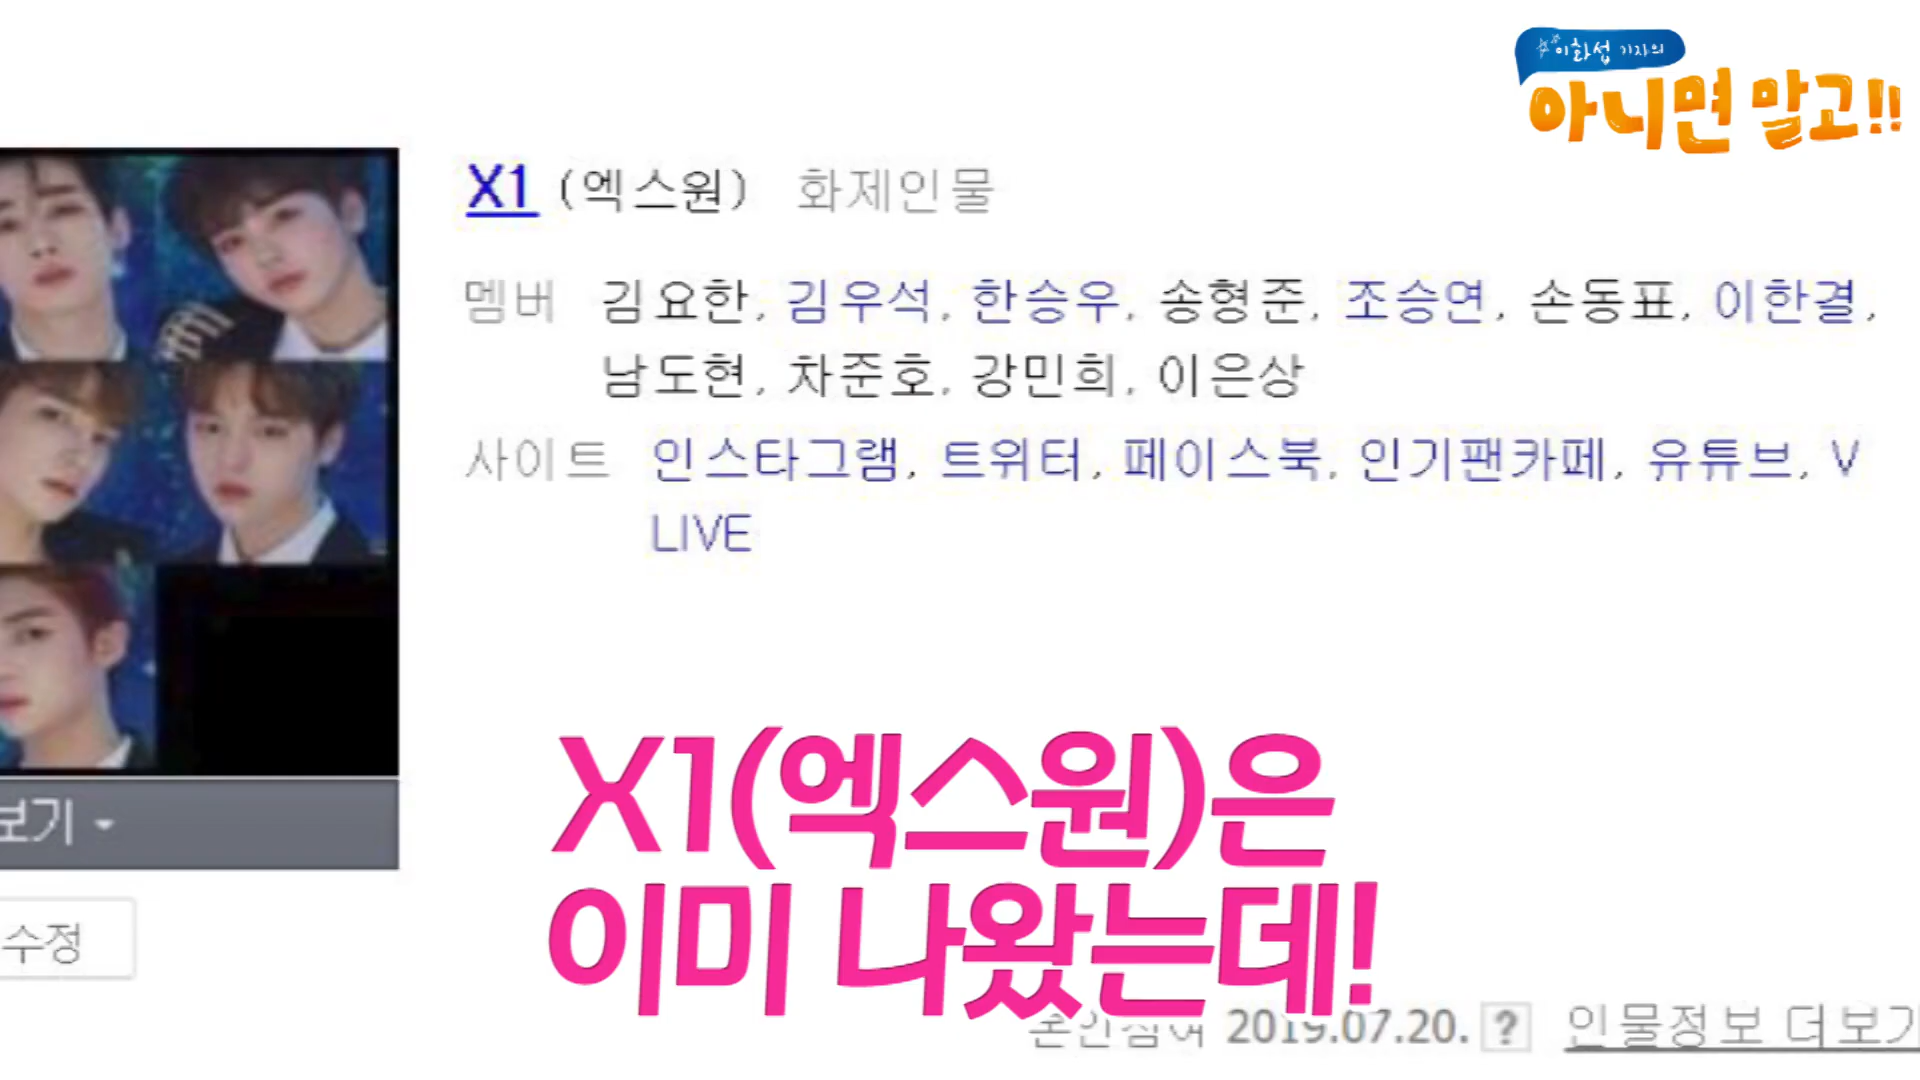 이화섭 기자의
아니면 말고!!
X1 (엑스원) 화제인물
멤버 김요한, 김우석, 한승우, 송형준, 조승연, 손동표, 이한결,
남도현, 차준호, 강민희, 이은상
사이트 인스타그램, 트위터, 페이스북, 인기팬카페, 유튜브, V
LIVE
보기
수정
X1(엑스원)은
이미 나왔는데!
본인참여 2019.07.20. ? 인물정보 더보기